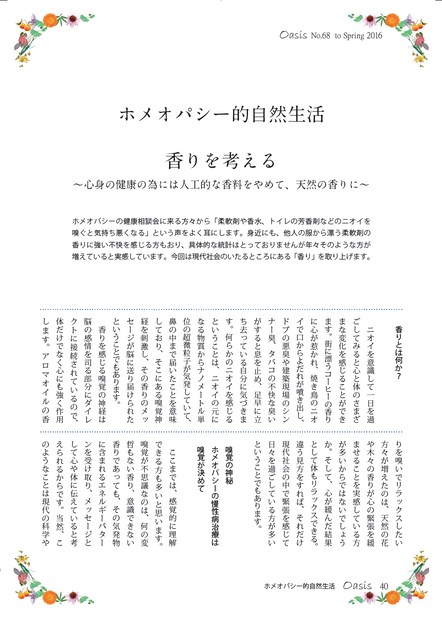 Oasis No.68 to Spring 2016
ホメオパシー的自然生活
香りを考える
～心身の健康の為には人工的な香料をやめて、天然の香りに～
ホメオパシーの健康相談会に来る方々から「柔軟剤や香水、トイレの芳香剤などのニオイを
嗅ぐと気持ち悪くなる」という声をよく耳にします。身近にも、他人の服から漂う柔軟剤の
香りに強い不快を感じる方もおり、具体的な統計はとっておりませんが年々そのような方が
増えていると実感しています。今回は現代社会のいたるところにある「香り」を取り上げます。
香りとは何か？
ニオイを意識して一日を過
ごしてみると心と体のさまざ
まな変化を感じることができ
ます。街に漂うコーヒーの香り
に心が惹かれ、焼き鳥のニオ
イで口からよだれが噴き出し、
ドブの悪臭や建築現場のシン
ナー臭、タバコの不快な臭い
がすると息を止め、足早に立
ち去っている自分に気づきま
す。何らかのニオイを感じる
ということは、ニオイの元に
なる物質からナノメートル単
位の超微粒子が気発していて、
鼻の中まで届いたことを意味
しており、そこにある嗅覚神
経を刺激し、その香りのメッ
セージが脳に送り届けられた
ということでもあります。
香りを感じる嗅覚の神経は
脳の感情を司る部分にダイレ
クトに接続されているので、
体だけでなく心にも強く作用
します。アロマオイルの香
りを嗅いでリラックスしたい
方々が増えたのは、天然の花
や木々の香りが心の緊張を緩
ませることを実感している方
が多いからではないでしょう
か。そして、心が緩んだ結果
として体もリラックスできる。
違う見方をすれば、それだけ
現代社会の中で緊張を感じて
日々を過ごしている方が多い
ということでもあります。
嗅覚の神秘
ホメオパシーの慢性病治療は
嗅覚が決めて
ここまでは、感覚的に理解
できる方も多いと思います。
嗅覚が不思議なのは、何の変
哲もない香り、意識できない
香りであっても、その気発物
に含まれるエネルギーパター
ンを受け取り、メッセージと
して心や体に伝えていると考
えられるからです。当然、こ
のようなことは現代の科学や
ホメオパシー的自然生活 Oasis 40